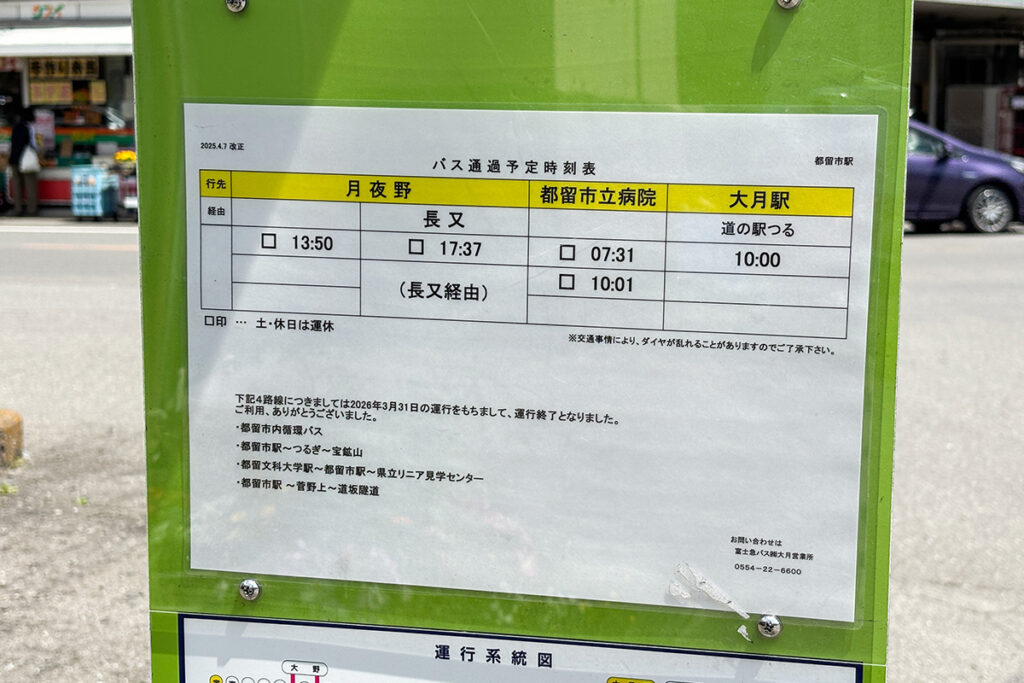 2025.4.7 改正
都留市駅
バス通過予定時刻表
行先 月夜野 都留市立病院 大月駅
経由 長又 道の駅つる
□ 13:50 □ 17:37 □ 07:31 10:00
(長又経由) □ 10:01
□印 … 土・休日は運休
※交通事情により、ダイヤが乱れることがありますのでご了承下さい。
下記4路線につきましては2026年3月31日の運行をもちまして、運行終了となりました。
ご利用、ありがとうございました。
・都留市内循環バス
・都留市駅～つるぎ～宝鉱山
・都留文科大学駅～都留市駅～県立リニア見学センター
・都留市駅 ～菅野上～道坂隧道
お問い合わせは
富士急バス㈱大月営業所
0554-22-6600
運行系統図
大野